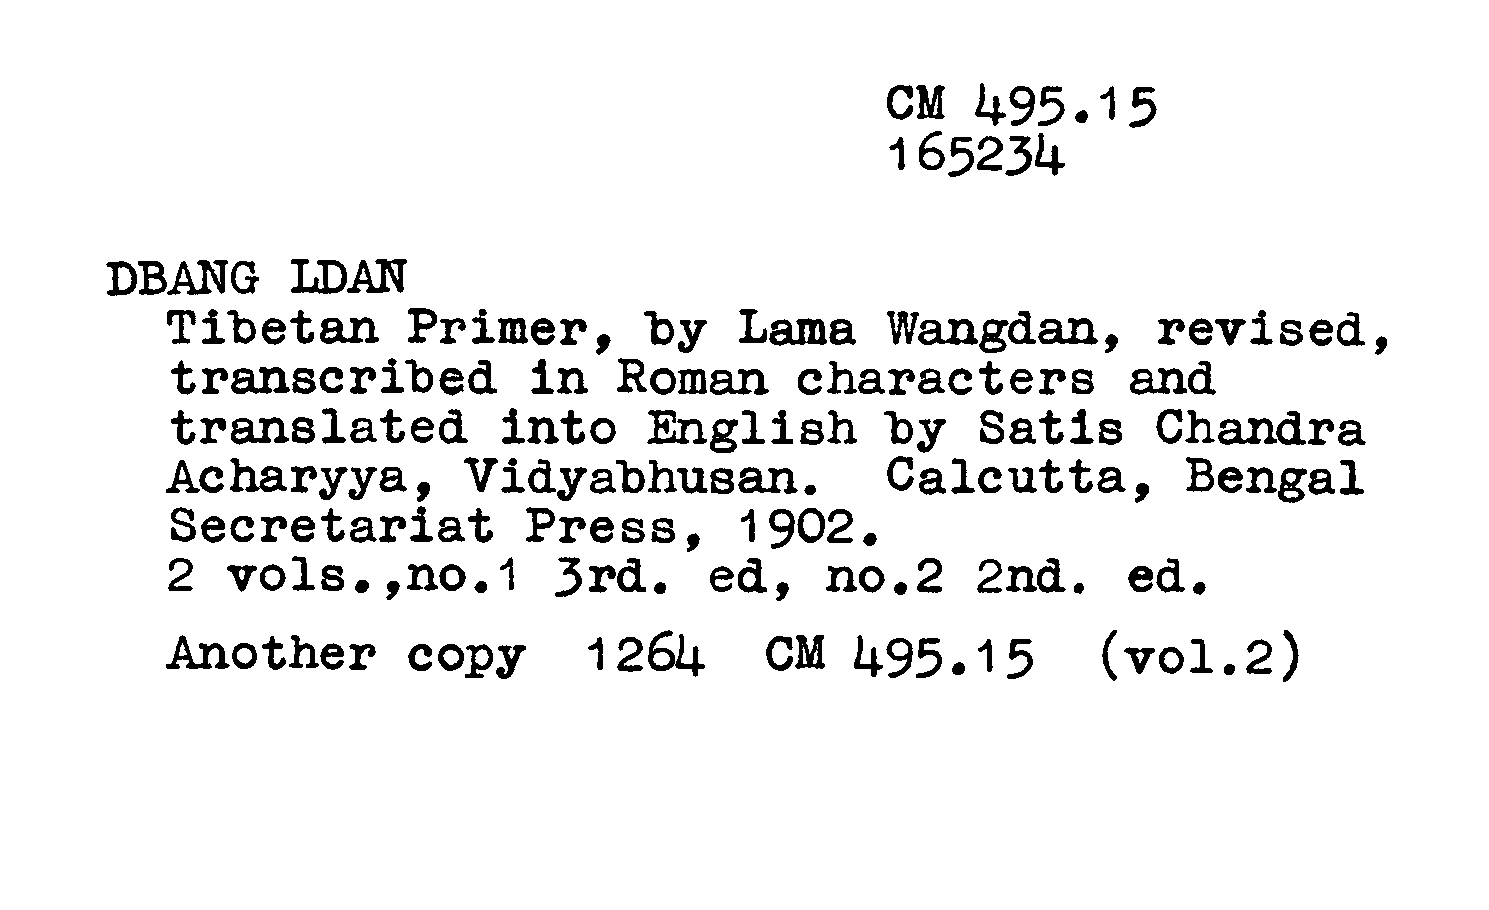 CM 495.15
165234
DBANG LDAN
Tibetan Primer, by Lama Wangdan, revised,
transcribed in Roman characters and
translated into English by Satis Chandra
Acharyya, Vidyabhusan.  Calcutta, Bengal
Secretariat Press, 1902.
2 vols.,no.1 3rd. ed, no.2 2nd. ed.
Another copy  1264  CM 495.15  (vol.2)